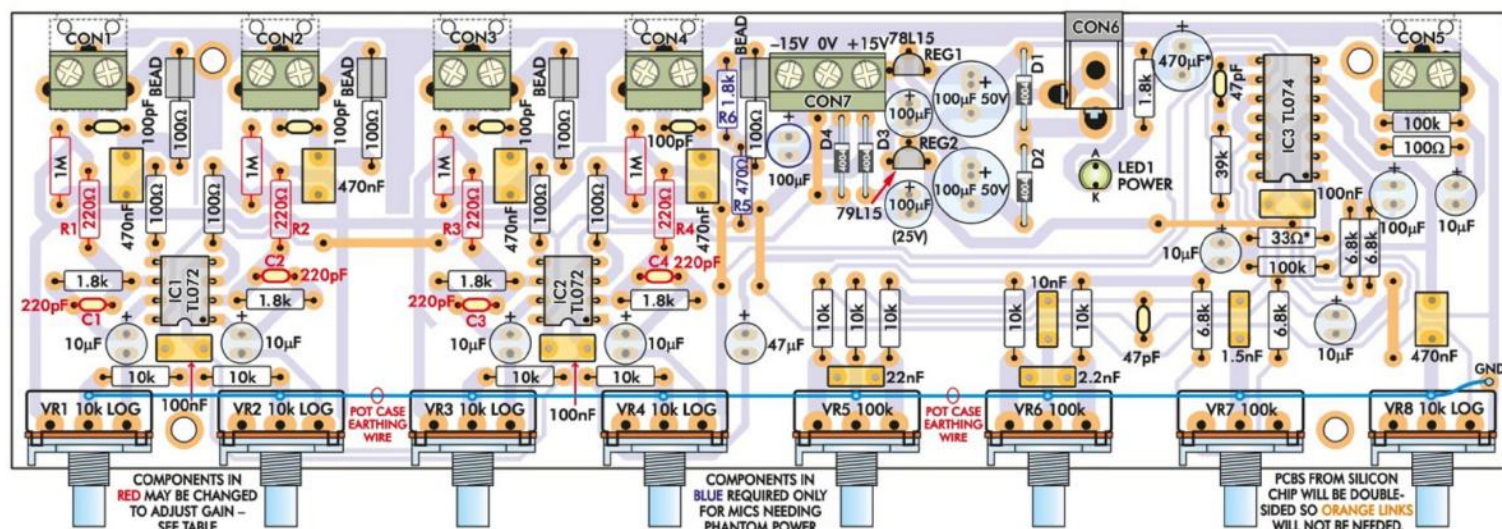 CON1
CON2
CON3
CON4
–15V 0V +15V
78L15
REG1
CON6
CON5
BEAD
BEAD
BEAD
BEAD
CON7
D1
D2
D3
D4
4004
4004
4004
4004
100µF 50V
100µF 50V
470µF*
1.8k
47pF
IC3 TL074
100k
100Ω
100pF
100pF
100pF
100pF
100Ω
100Ω
100Ω
100Ω
R6 1.8k
R5 470Ω
100µF
100µF
REG2
79L15
100µF
(25V)
A
K
LED1
POWER
39k
1M
1M
1M
1M
220Ω
220Ω
220Ω
220Ω
R1
R2
R3
R4
470nF
470nF
470nF
470nF
100Ω
100Ω
100Ω
100Ω
100nF
33Ω*
100k
10µF
6.8k
6.8k
100µF
10µF
1.8k
220pF
C1
IC1
TL072
C2
220pF
1.8k
1.8k
220pF
C3
IC2
TL072
C4
220pF
1.8k
10µF
10µF
10µF
10µF
47µF
10k
10k
10k
10nF
10k
10k
47pF
6.8k
1.5nF
6.8k
10µF
470nF
10k
10k
10k
10k
22nF
2.2nF
GND
VR1 10k LOG
100nF
VR2 10k LOG
POT CASE
EARTHING
WIRE
VR3 10k LOG
100nF
VR4 10k LOG
VR5 100k
POT CASE
EARTHING
WIRE
VR6 100k
VR7 100k
VR8 10k LOG
COMPONENTS IN
RED MAY BE CHANGED
TO ADJUST GAIN –
SEE TABLE
COMPONENTS IN
BLUE REQUIRED ONLY
FOR MICS NEEDING
PHANTOM POWER
PCBS FROM SILICON
CHIP WILL BE DOUBLE-
SIDED SO ORANGE LINKS
WILL NOT BE NEEDED